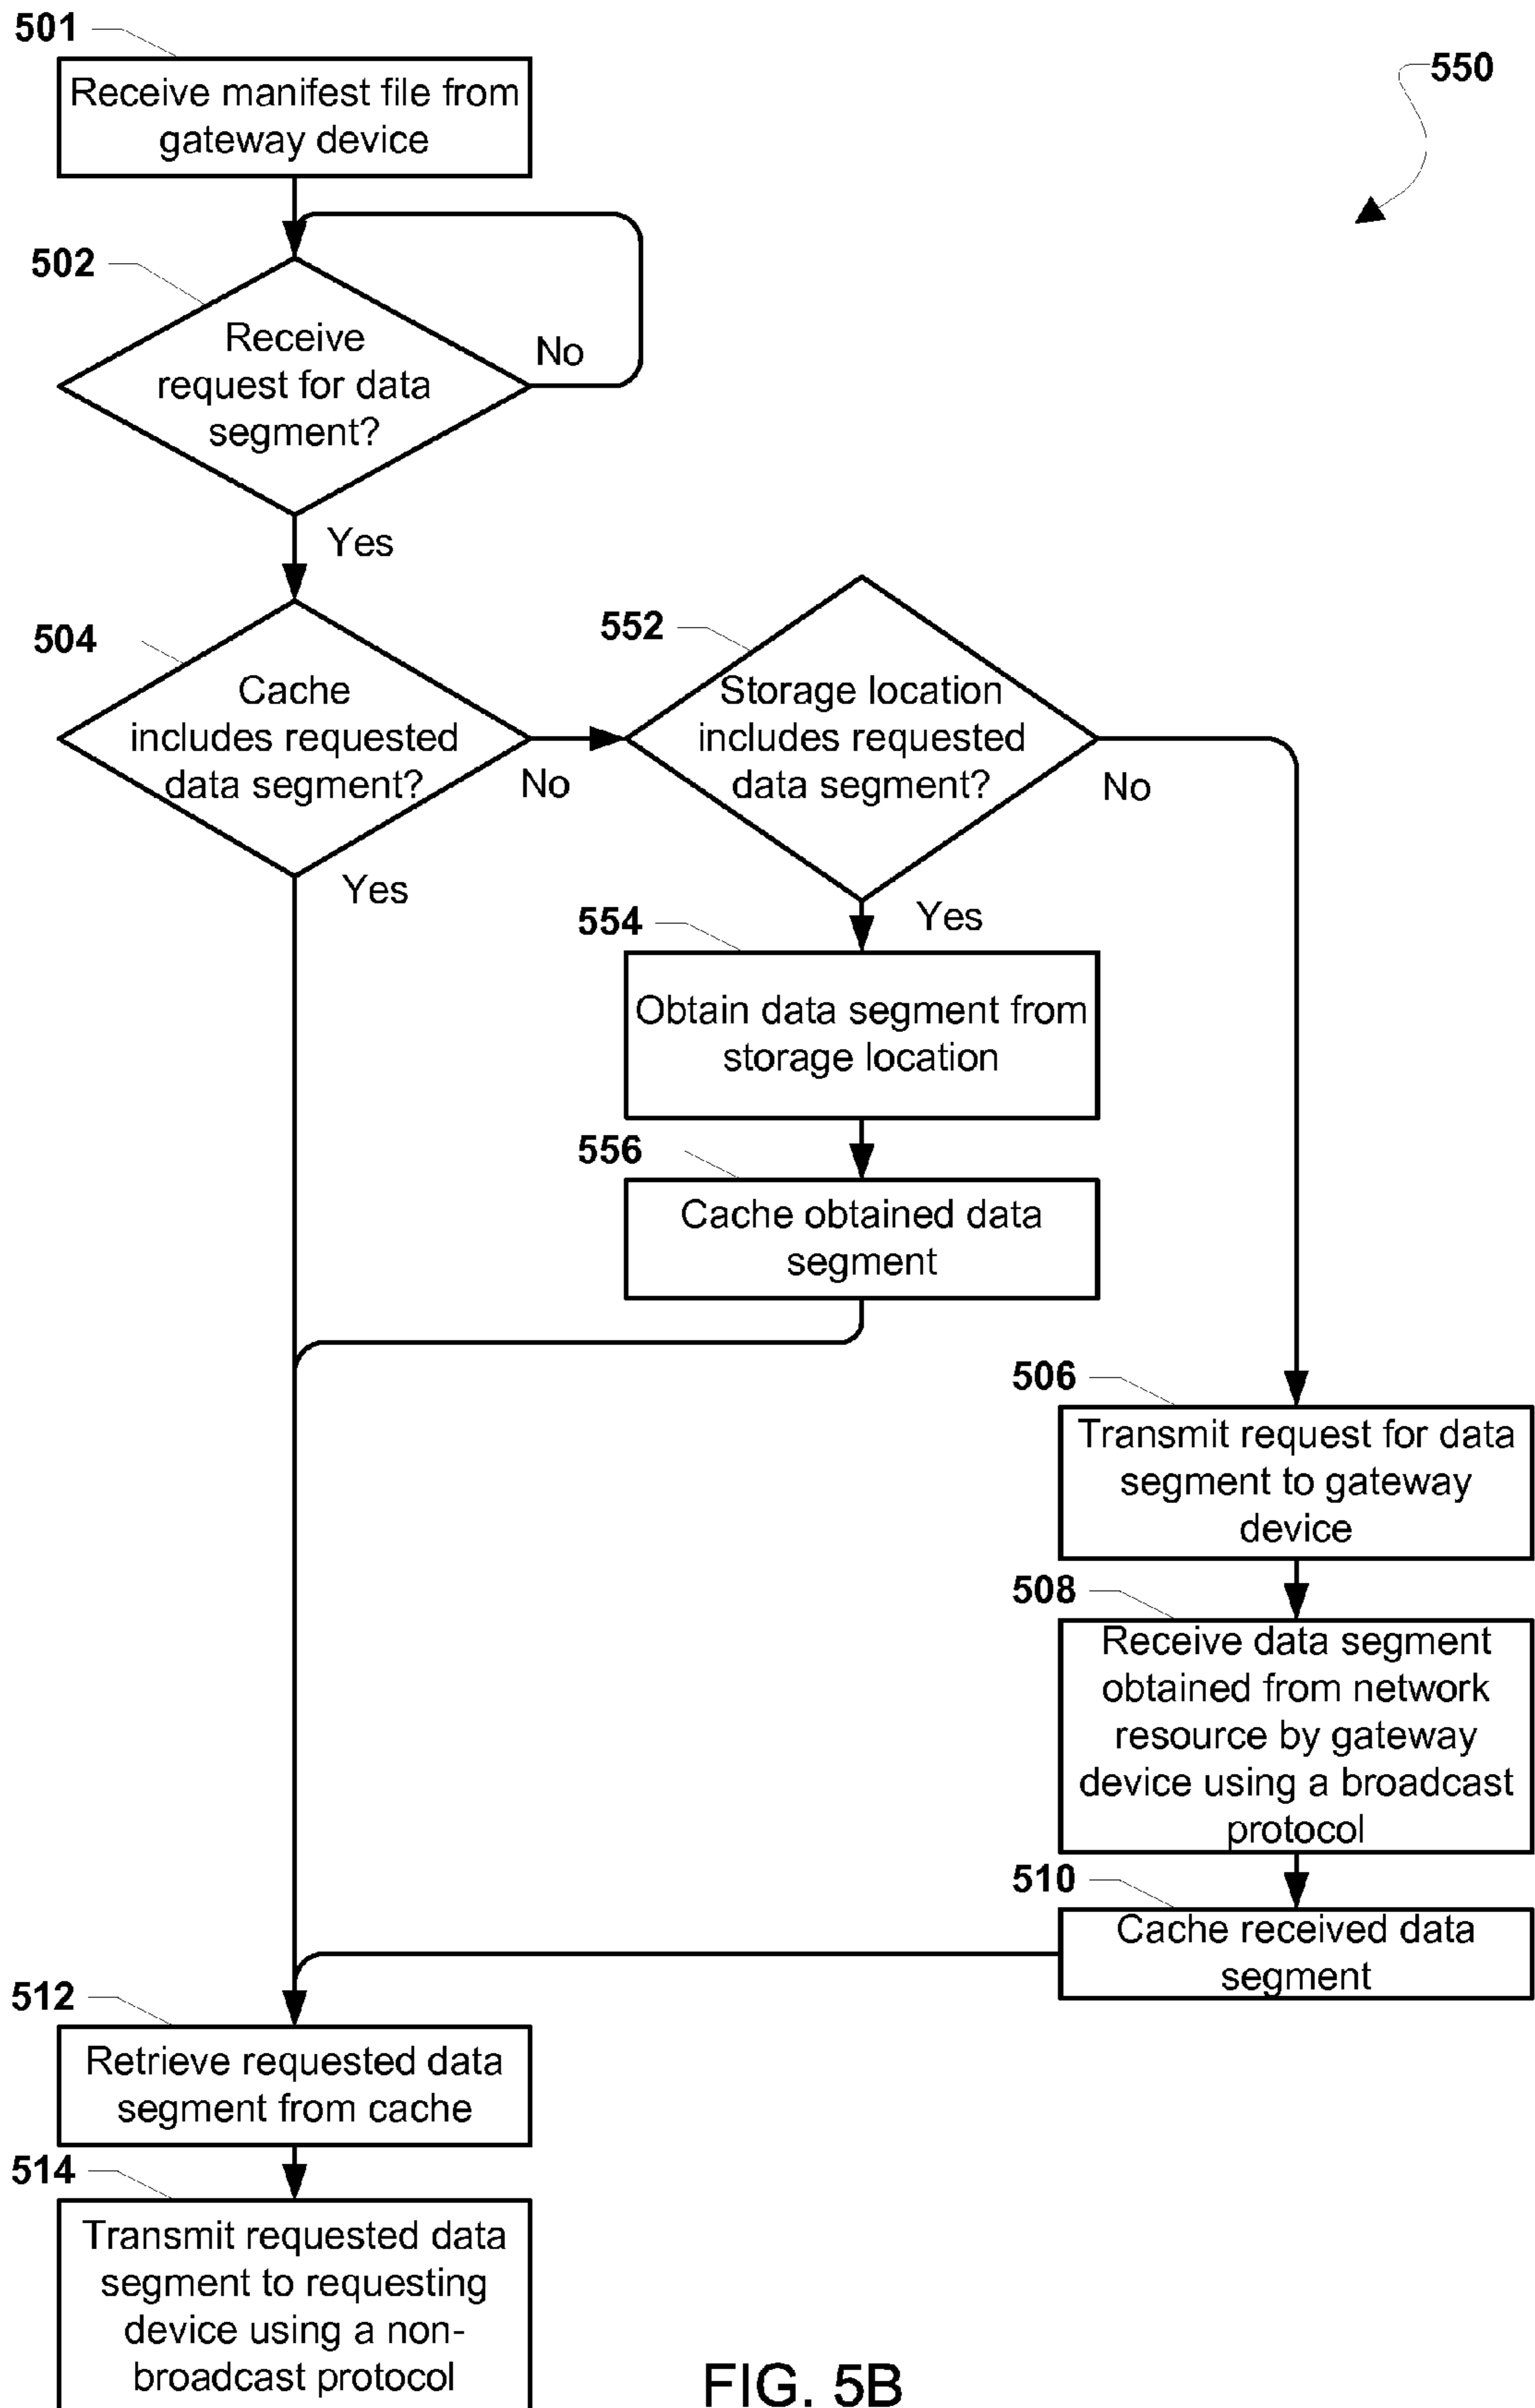 501
Receive manifest file from
gateway device
550
502
Receive
request for data
segment?
No
Yes
504
Cache
includes requested
data segment?
No
Yes
552
Storage location
includes requested
data segment?
No
Yes
554
Obtain data segment from
storage location
556
Cache obtained data
segment
506
Transmit request for data
segment to gateway
device
508
Receive data segment
obtained from network
resource by gateway
device using a broadcast
protocol
510
Cache received data
segment
512
Retrieve requested data
segment from cache
514
Transmit requested data
segment to requesting
device using a non-
broadcast protocol
FIG. 5B